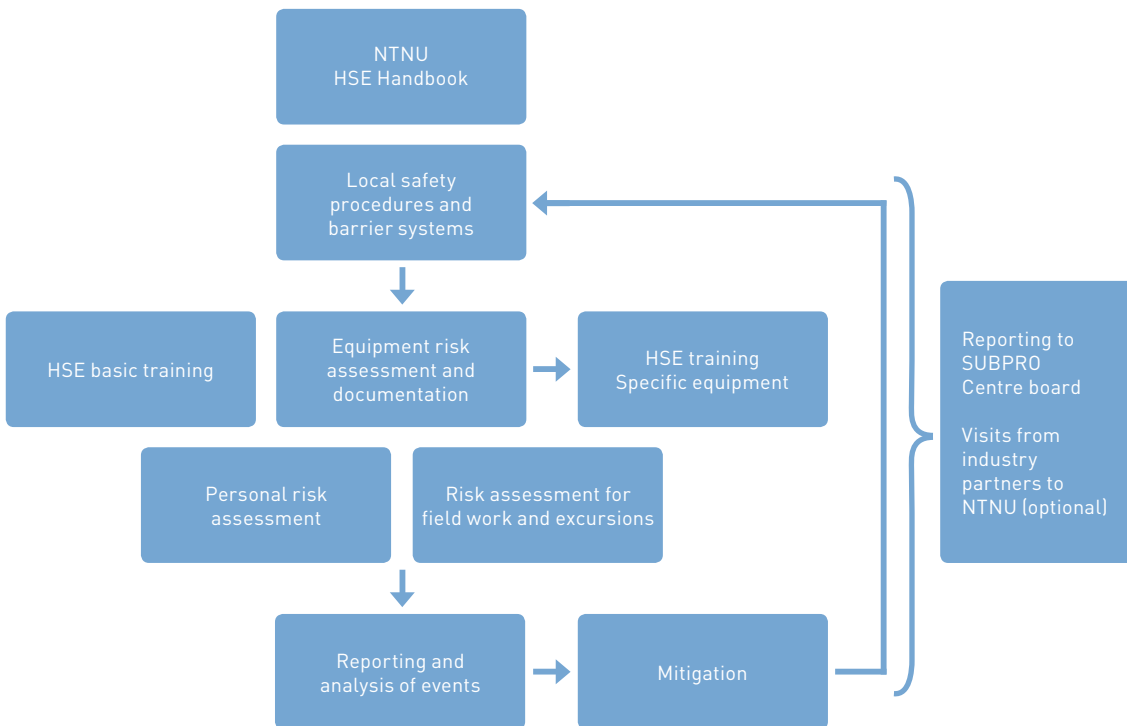 NTNU
HSE Handbook
Local safety
procedures and
barrier systems
HSE basic training
Equipment risk
assessment and
documentation
HSE training
Specific equipment
Personal risk
assessment
Risk assessment for
field work and excursions
Reporting and
analysis of events
Mitigation
Reporting to
SUBPRO
Centre board
Visits from
industry
partners to
NTNU (optional)